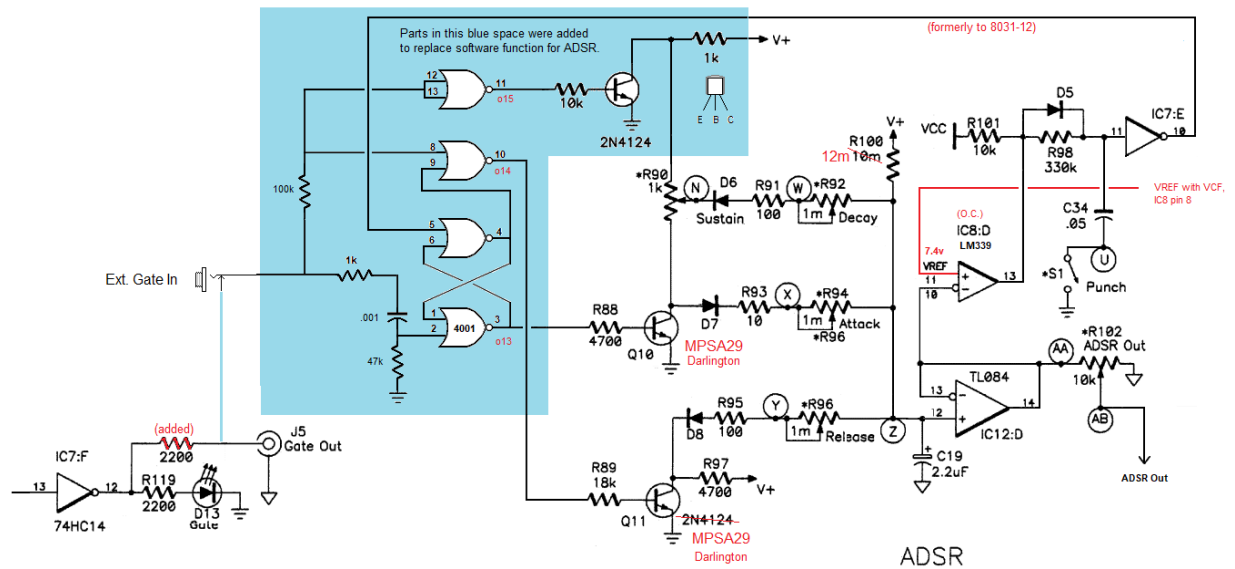 Parts in this blue space were added
to replace software function for ADSR.
(formerly to 8031-12)
V+
1k
12
13
11
o15
10k
2N4124
E B C
8
9
10
o14
100k
5
6
4
Ext. Gate In
1k
.001
47k
1
2
4001
3
o13
R88
4700
Q10
MPSA29
Darlington
*R90
1k
N
D6
Sustain
R91
100
W
*R92
1m
Decay
V+
R100
12m
10m
D7
R93
10
X
*R94
1m
Attack
*R96
D8
R95
100
Y
*R96
1m
Release
Z
R89
18k
Q11
R97
4700
V+
2N4124
MPSA29
Darlington
VCC
R101
10k
D5
R98
330k
11
IC7:E
10
VREF with VCF,
IC8 pin 8
(O.C.)
IC8:D
LM339
7.4v
VREF
11
10
13
C34
.05
U
*S1
Punch
*R102
ADSR Out
AA
10k
AB
ADSR Out
TL084
13
12
14
IC12:D
C19
2.2uF
(added)
2200
J5
Gate Out
IC7:F
13
12
74HC14
R119
2200
D13
Gate
ADSR